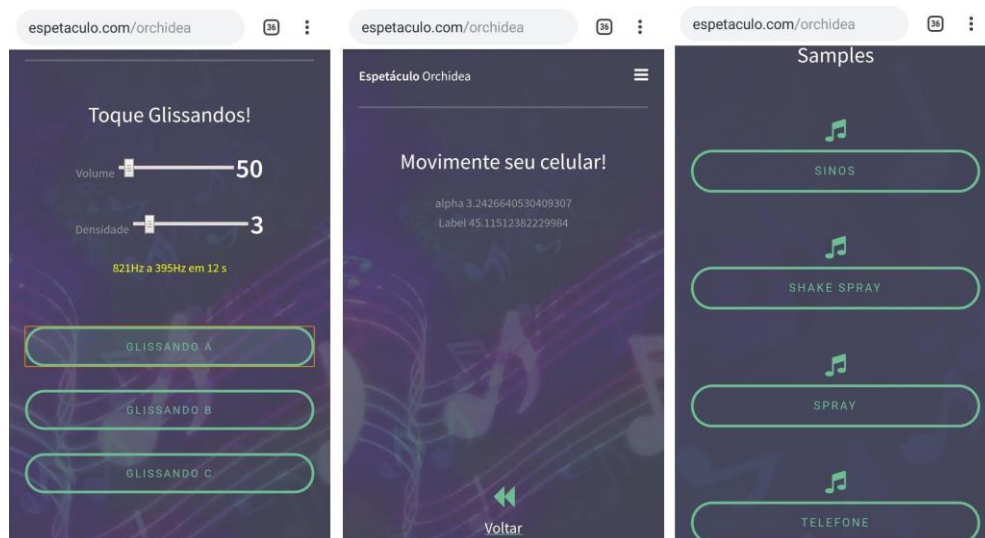 espetaculo.com/orchidea 36
Toque Glissandos!
Volume 50
Densidade 3
821Hz a 395Hz em 12 s
GLISSANDO A
GLISSANDO B
GLISSANDO C
espetaculo.com/orchidea 36
Espetáculo Orchidea
Movimente seu celular!
alpha 3.2426640530409307
Label 45.11512382229984
Voltar
espetaculo.com/orchidea 36
Samples
SINOS
SHAKE SPRAY
SPRAY
TELEFONE